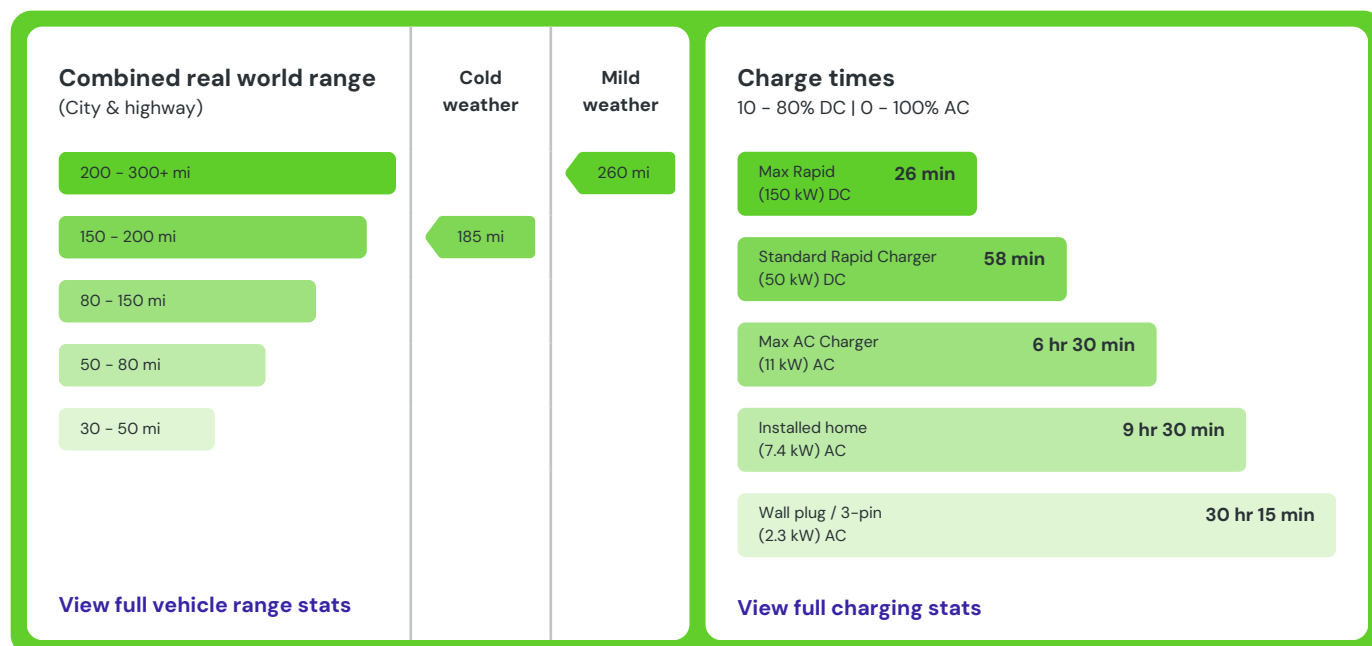 Combined real world range
(City & highway)
Cold
weather
Mild
weather
200 - 300+ mi
260 mi
150 - 200 mi
185 mi
80 - 150 mi
50 - 80 mi
30 - 50 mi
View full vehicle range stats
Charge times
10 - 80% DC | 0 - 100% AC
Max Rapid
(150 kW) DC
26 min
Standard Rapid Charger
(50 kW) DC
58 min
Max AC Charger
(11 kW) AC
6 hr 30 min
Installed home
(7.4 kW) AC
9 hr 30 min
Wall plug / 3-pin
(2.3 kW) AC
30 hr 15 min
View full charging stats